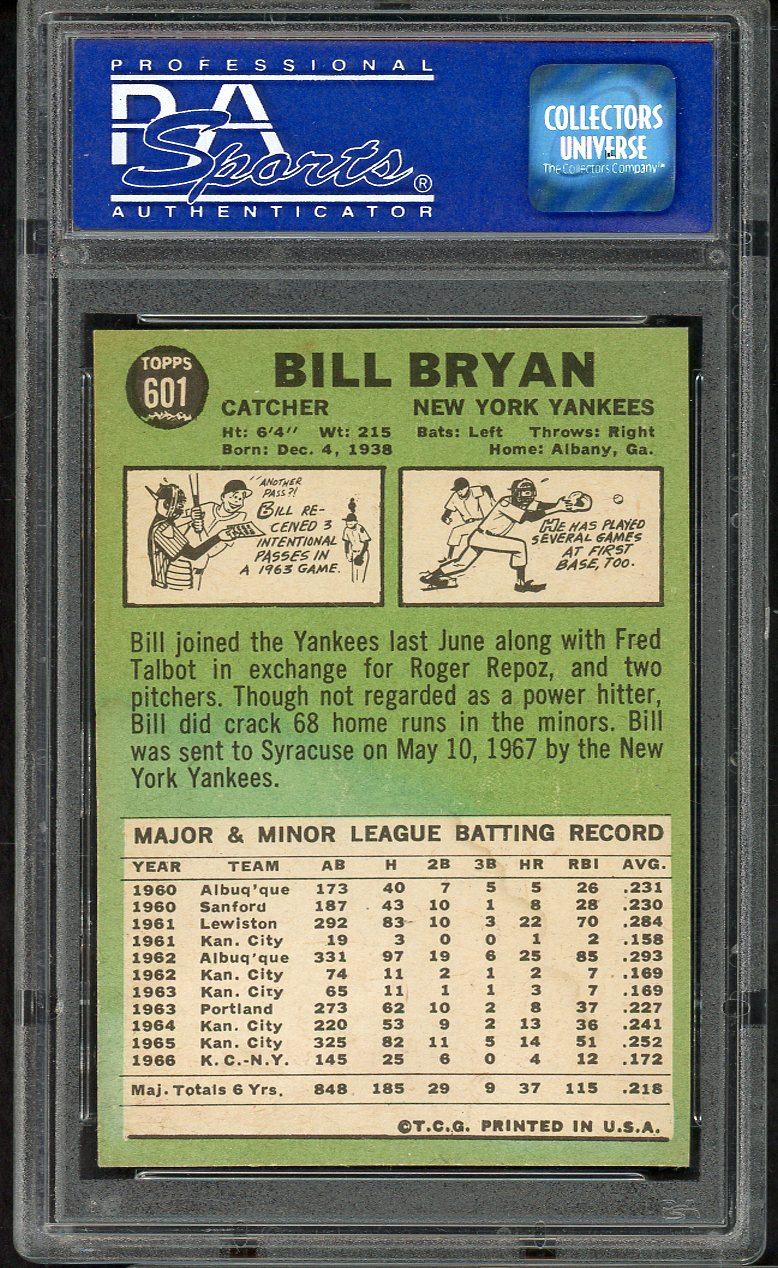 PROFESSIONAL
PSA
Sports®
AUTHENTICATOR
COLLECTORS
UNIVERSE
The Collectors Company™
TOPPS
601
BILL BRYAN
CATCHER NEW YORK YANKEES
Ht: 6'4" Wt: 215 Bats: Left Throws: Right
Born: Dec. 4, 1938 Home: Albany, Ga.
"ANOTHER
PASS?!
BILL RE-
CENED 3
INTENTIONAL
PASSES IN
A 1963 GAME.
HE HAS PLAYED
SEVERAL GAMES
AT FIRST
BASE, TOO.
Bill joined the Yankees last June along with Fred
Talbot in exchange for Roger Repoz, and two
pitchers. Though not regarded as a power hitter,
Bill did crack 68 home runs in the minors. Bill
was sent to Syracuse on May 10, 1967 by the New
York Yankees.
MAJOR & MINOR LEAGUE BATTING RECORD
YEAR TEAM AB H 2B 3B HR RBI AVG.
1960 Albuq'que 173 40 7 5 5 26 .231
1960 Sanford 187 43 10 1 8 28 .230
1961 Lewiston 292 83 10 3 22 70 .284
1961 Kan. City 19 3 0 0 1 2 .158
1962 Albuq'que 331 97 19 6 25 85 .293
1962 Kan. City 74 11 2 1 2 7 .169
1963 Kan. City 65 11 1 1 3 7 .169
1963 Portland 273 62 10 2 8 37 .227
1964 Kan. City 220 53 9 2 13 36 .241
1965 Kan. City 325 82 11 5 14 51 .252
1966 K.C.-N.Y. 145 25 6 0 4 12 .172
Maj. Totals 6 Yrs. 848 185 29 9 37 115 .218
©T.C.G. PRINTED IN U.S.A.
PSA